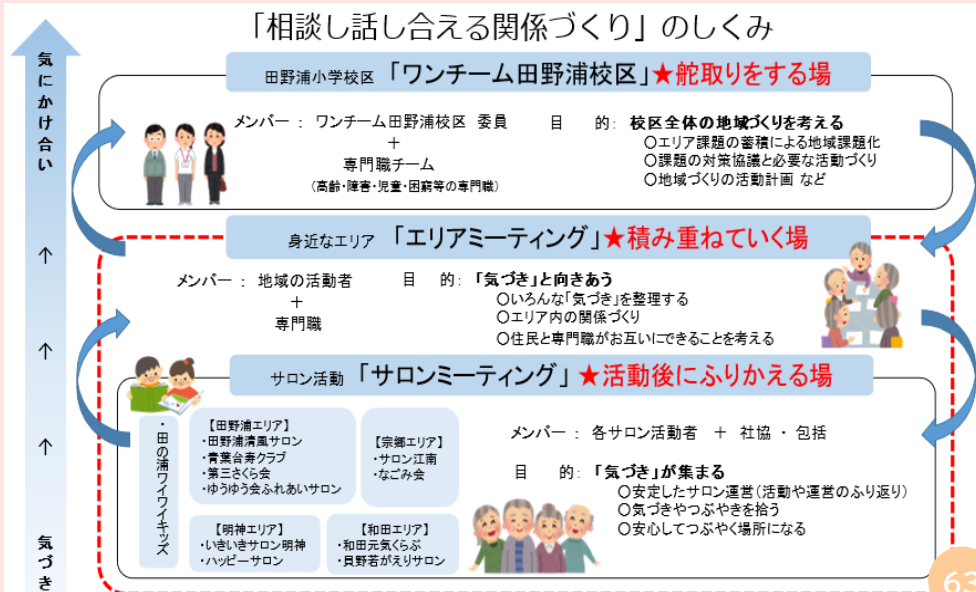 「相談し話し合える関係づくり」のしくみ
気にかけ合い
↑
↑
↑
気づき
田野浦小学校区 「ワンチーム田野浦校区」★舵取りをする場
メンバー : ワンチーム田野浦校区 委員
+
専門職チーム
(高齢・障害・児童・困窮等の専門職)
目 的: 校区全体の地域づくりを考える
○エリア課題の蓄積による地域課題化
○課題の対策協議と必要な活動づくり
○地域づくりの活動計画 など
身近なエリア 「エリアミーティング」★積み重ねていく場
メンバー : 地域の活動者
+
専門職
目 的: 「気づき」と向きあう
○いろんな「気づき」を整理する
○エリア内の関係づくり
○住民と専門職がお互いにできることを考える
サロン活動 「サロンミーティング」 ★活動後にふりかえる場
・田の浦ワイワイキッズ
【田野浦エリア】
・田野浦清風サロン
・青葉台寿クラブ
・第三さくら会
・ゆうゆう会ふれあいサロン
【宗郷エリア】
・サロン江南
・なごみ会
【明神エリア】
・いきいきサロン明神
・ハッピーサロン
【和田エリア】
・和田元気くらぶ
・貝野若がえりサロン
メンバー : 各サロン活動者 + 社協 ・ 包括
目 的: 「気づき」が集まる
○安定したサロン運営(活動や運営のふり返り)
○気づきやつぶやきを拾う
○安心してつぶやく場所になる
63